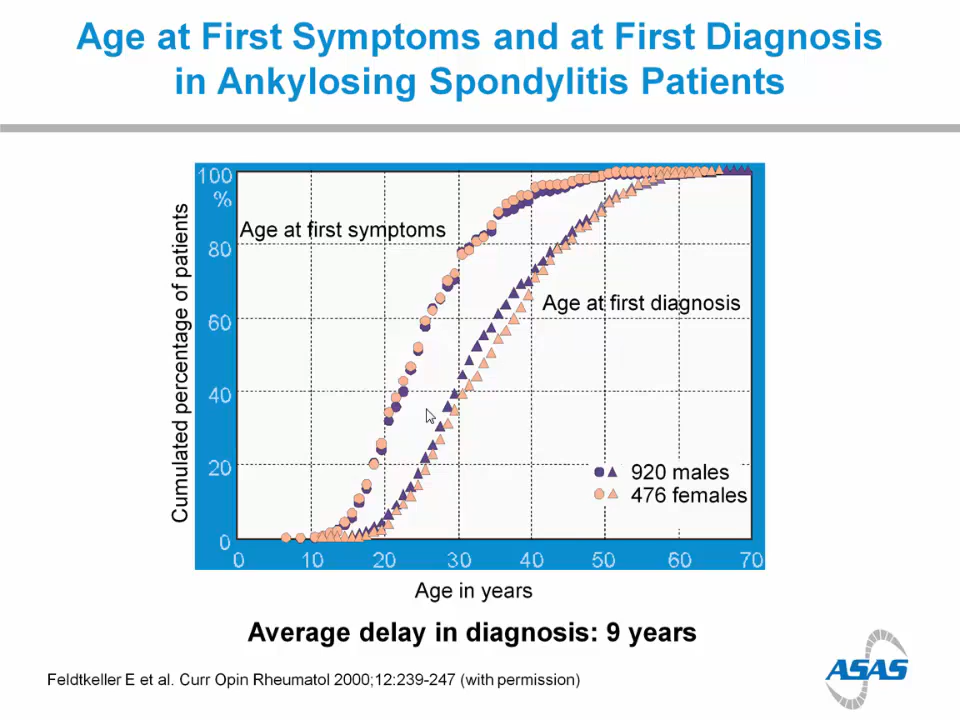 Age at First Symptoms and at First Diagnosis
in Ankylosing Spondylitis Patients
Cumulated percentage of patients
100
%
80
60
40
20
0
Age at first symptoms
Age at first diagnosis
920 males
476 females
0 10 20 30 40 50 60 70
Age in years
Average delay in diagnosis: 9 years
Feldtkeller E et al. Curr Opin Rheumatol 2000;12:239-247 (with permission)
ASAS